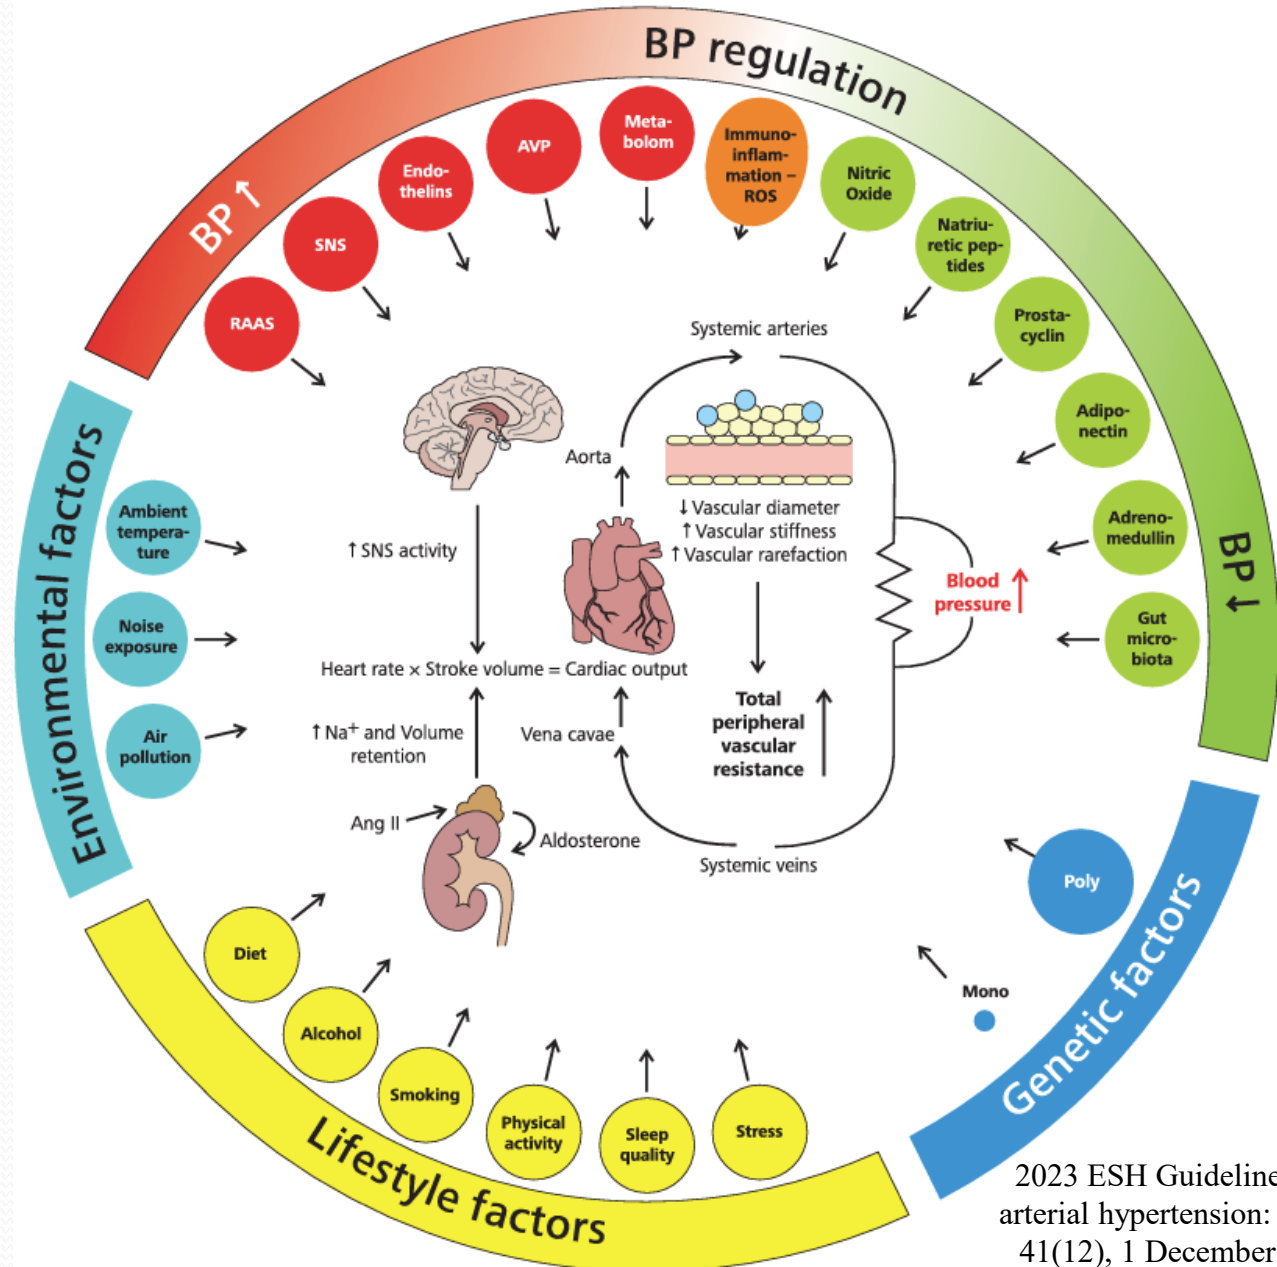 BP regulation
BP ↑
BP ↓
Meta-
bolom
AVP
Immuno-
inflam-
mation –
ROS
Endo-
thelins
Nitric
Oxide
SNS
Natriu-
retic pep-
tides
RAAS
Prosta-
cyclin
Adipo-
nectin
Adreno-
medullin
Gut
micro-
biota
Environmental factors
Ambient
tempera-
ture
Noise
exposure
Air
pollution
Systemic arteries
Aorta
↓ Vascular diameter
↑ Vascular stiffness
↑ Vascular rarefaction
↑ SNS activity
Blood
pressure ↑
Heart rate × Stroke volume = Cardiac output
Total
peripheral
vascular
resistance ↑
↑ Na+ and Volume
retention
Vena cavae
Ang II
Aldosterone
Systemic veins
Poly
Mono
Genetic factors
Diet
Alcohol
Smoking
Physical
activity
Sleep
quality
Stress
Lifestyle factors
2023 ESH Guideline
arterial hypertension:
41(12), 1 December